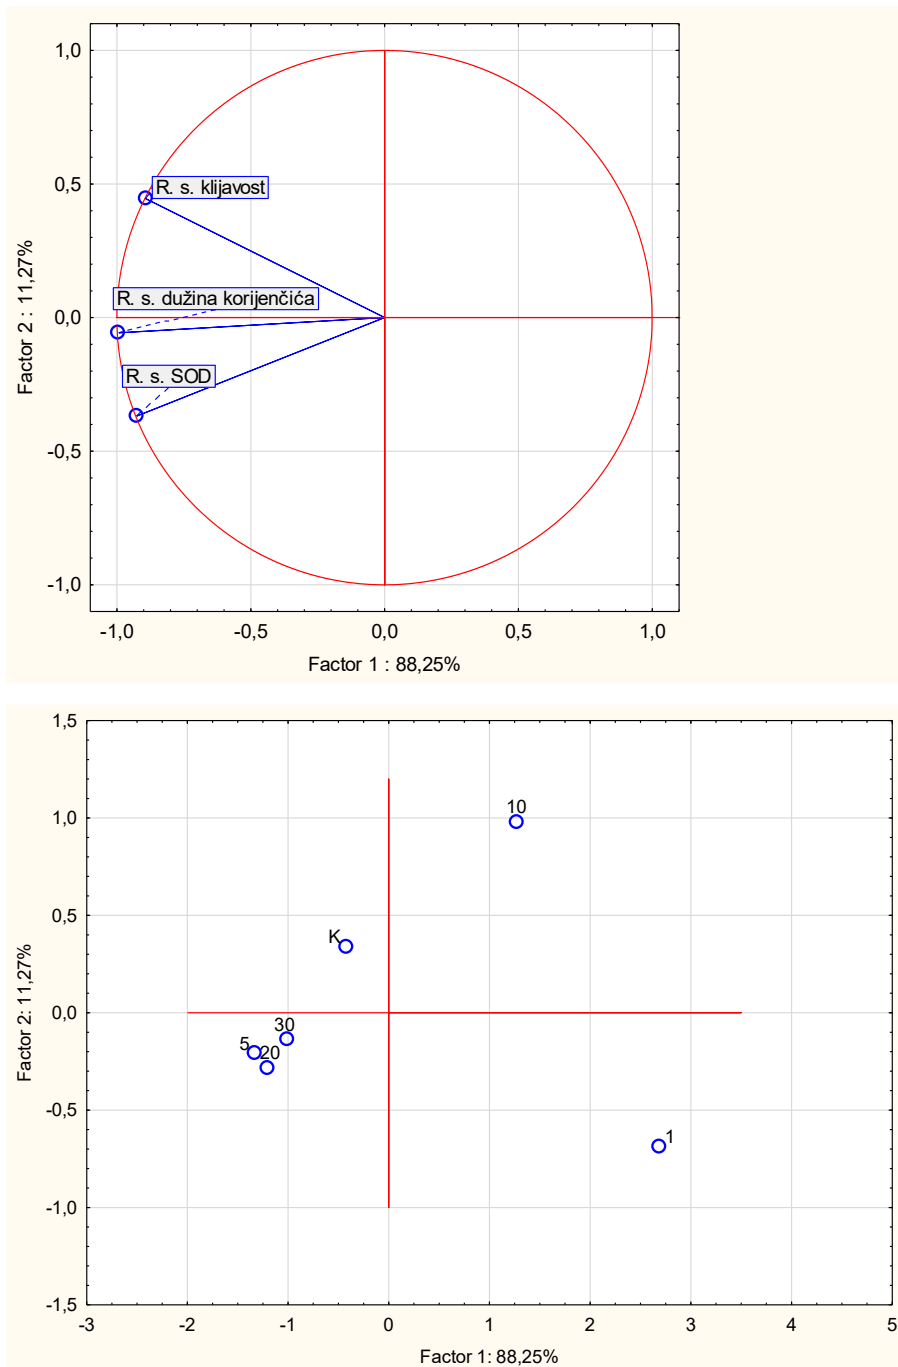 1,0
R. s. klijavost
0,5
R. s. dužina korijenčića
0,0
R. s. SOD
-0,5
-1,0
Factor 2 : 11,27%
-1,0 -0,5 0,0 0,5 1,0
Factor 1 : 88,25%
1,5
10
1,0
0,5
K
0,0
30
5
20
-0,5
1
-1,0
-1,5
Factor 2: 11,27%
-3 -2 -1 0 1 2 3 4 5
Factor 1: 88,25%